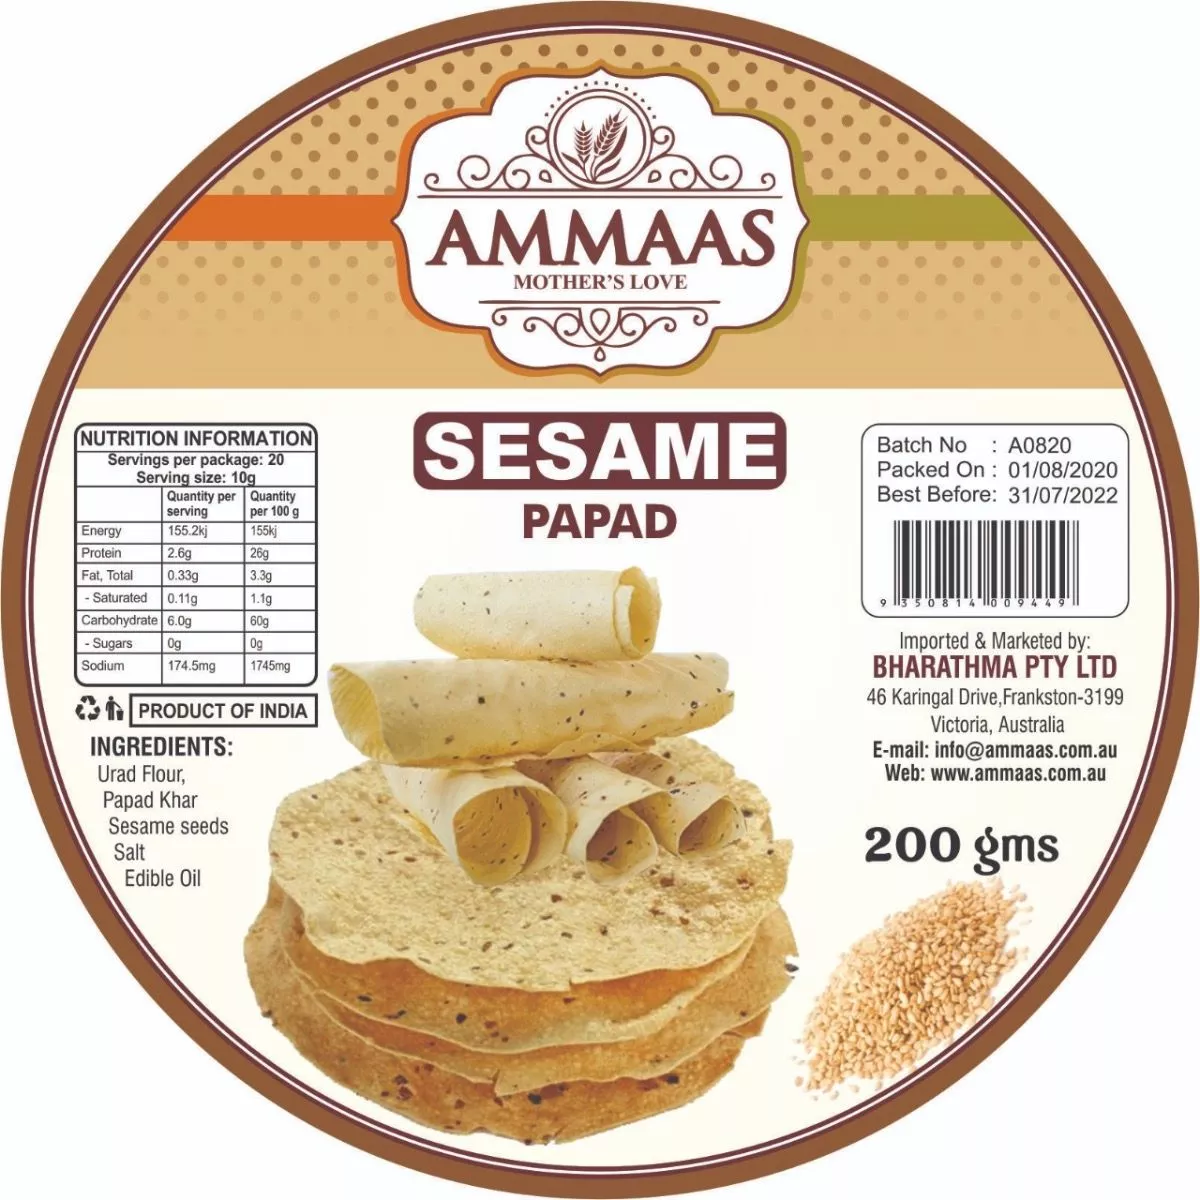 AMMAAS
MOTHER'S LOVE
SESAME
PAPAD
NUTRITION INFORMATION
Servings per package: 20
Serving size: 10g
Quantity per serving Quantity per 100 g
Energy 155.2kj 155kj
Protein 2.6g 26g
Fat, Total 0.33g 3.3g
- Saturated 0.11g 1.1g
Carbohydrate 6.0g 60g
- Sugars 0g 0g
Sodium 174.5mg 1745mg
PRODUCT OF INDIA
INGREDIENTS:
Urad Flour,
Papad Khar
Sesame seeds
Salt
Edible Oil
Batch No : A0820
Packed On : 01/08/2020
Best Before: 31/07/2022
9 350814 009449
Imported & Marketed by:
BHARATHMA PTY LTD
46 Karingal Drive,Frankston-3199
Victoria, Australia
E-mail: info@ammaas.com.au
Web: www.ammaas.com.au
200 gms